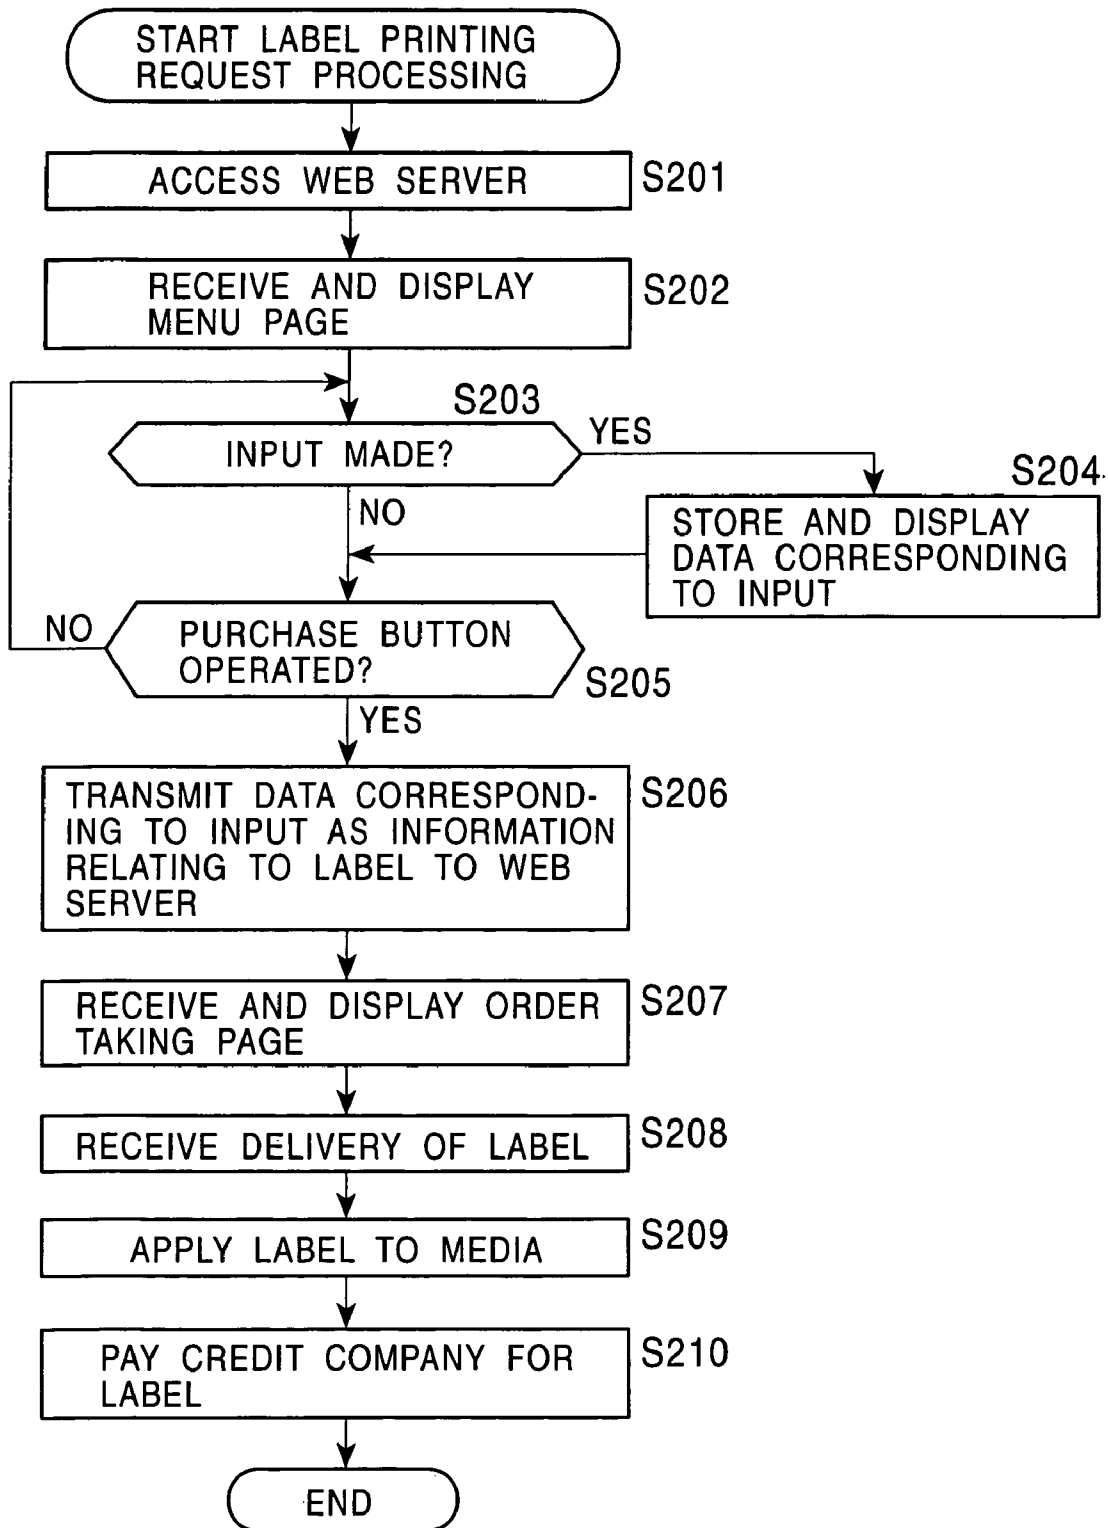 START LABEL PRINTING
REQUEST PROCESSING
ACCESS WEB SERVER
S201
RECEIVE AND DISPLAY
MENU PAGE
S202
S203
INPUT MADE?
YES
NO
S204
STORE AND DISPLAY
DATA CORRESPONDING
TO INPUT
NO
PURCHASE BUTTON
OPERATED?
S205
YES
TRANSMIT DATA CORRESPOND-
ING TO INPUT AS INFORMATION
RELATING TO LABEL TO WEB
SERVER
S206
RECEIVE AND DISPLAY ORDER
TAKING PAGE
S207
RECEIVE DELIVERY OF LABEL
S208
APPLY LABEL TO MEDIA
S209
PAY CREDIT COMPANY FOR
LABEL
S210
END